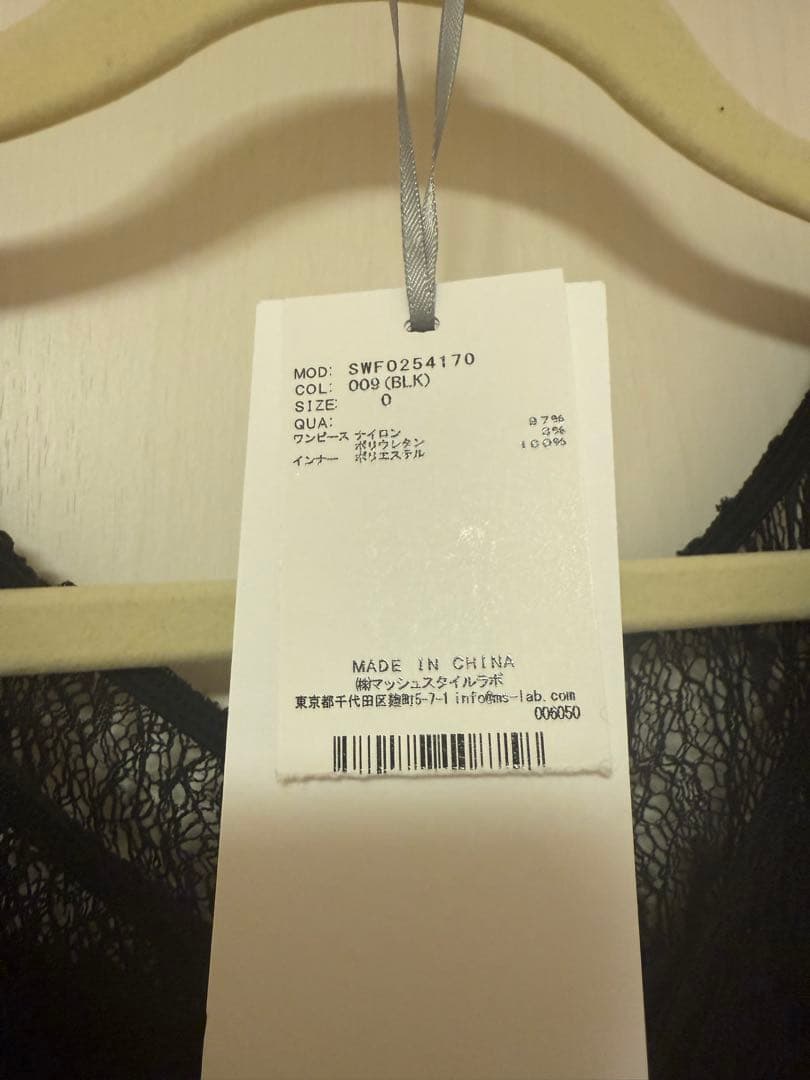 MOD: SWF0254170
COL: 009(BLK)
SIZE: 0
QUA:
ワンピース ナイロン 97%
ポリウレタン 3%
インナー ポリエステル 100%
MADE IN CHINA
㈱マッシュスタイルラボ
東京都千代田区麹町5-7-1 info@ms-lab.com
006050